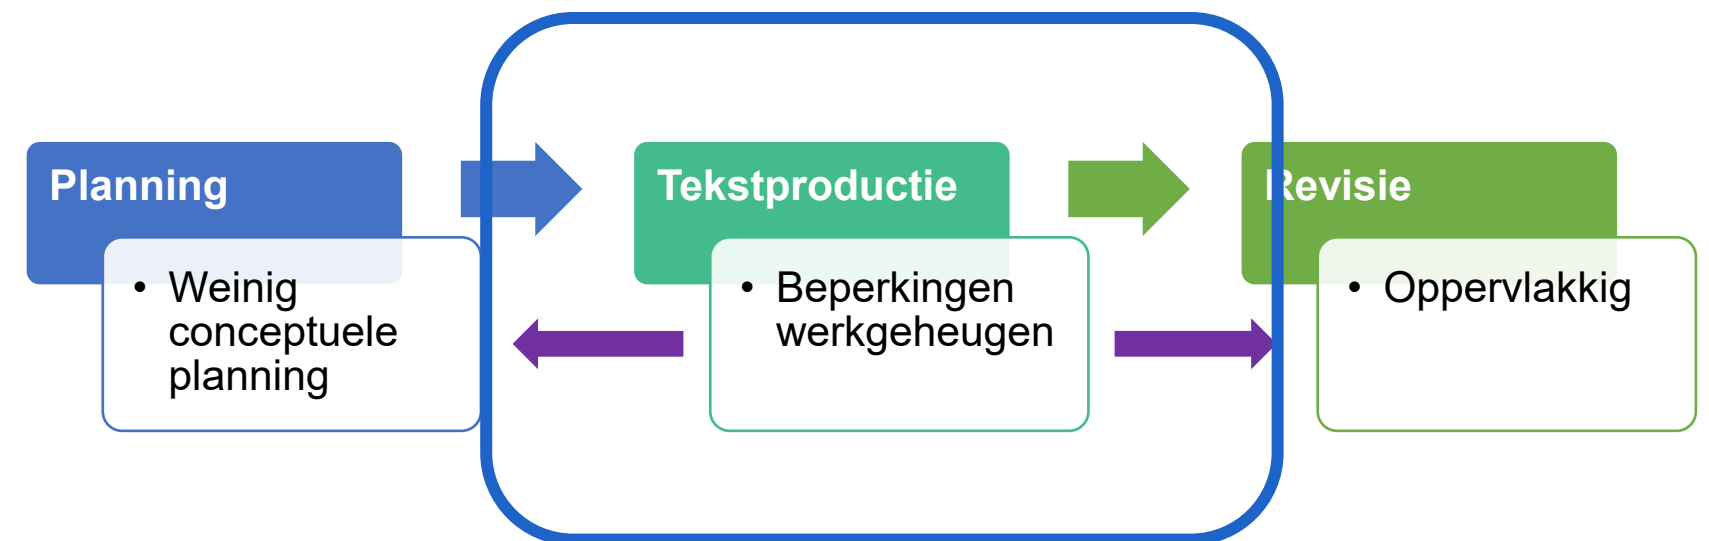 Planning
• Weinig
conceptuele
planning
Tekstproductie
• Beperkingen
werkgeheugen
Revisie
• Oppervlakkig